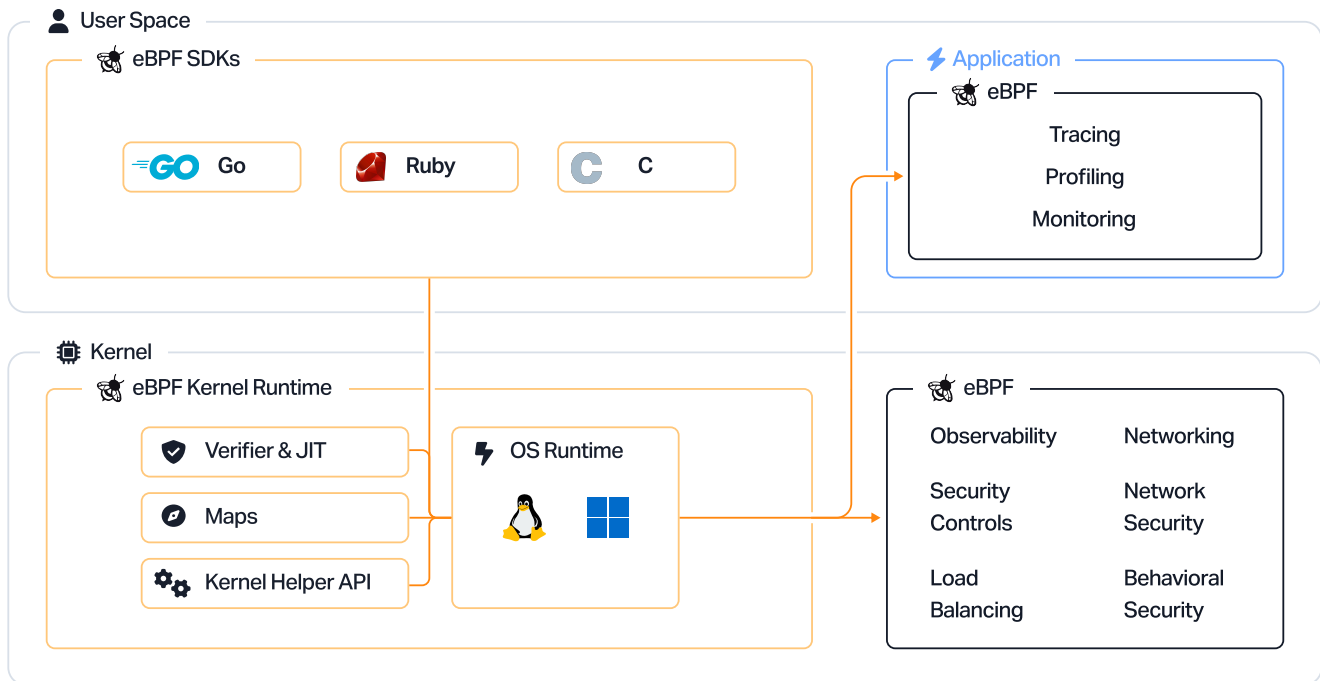 User Space
eBPF SDKs
GO Go
Ruby
C C
Application
eBPF
Tracing
Profiling
Monitoring
Kernel
eBPF Kernel Runtime
Verifier & JIT
Maps
Kernel Helper API
OS Runtime
eBPF
Observability
Networking
Security
Controls
Network
Security
Load
Balancing
Behavioral
Security